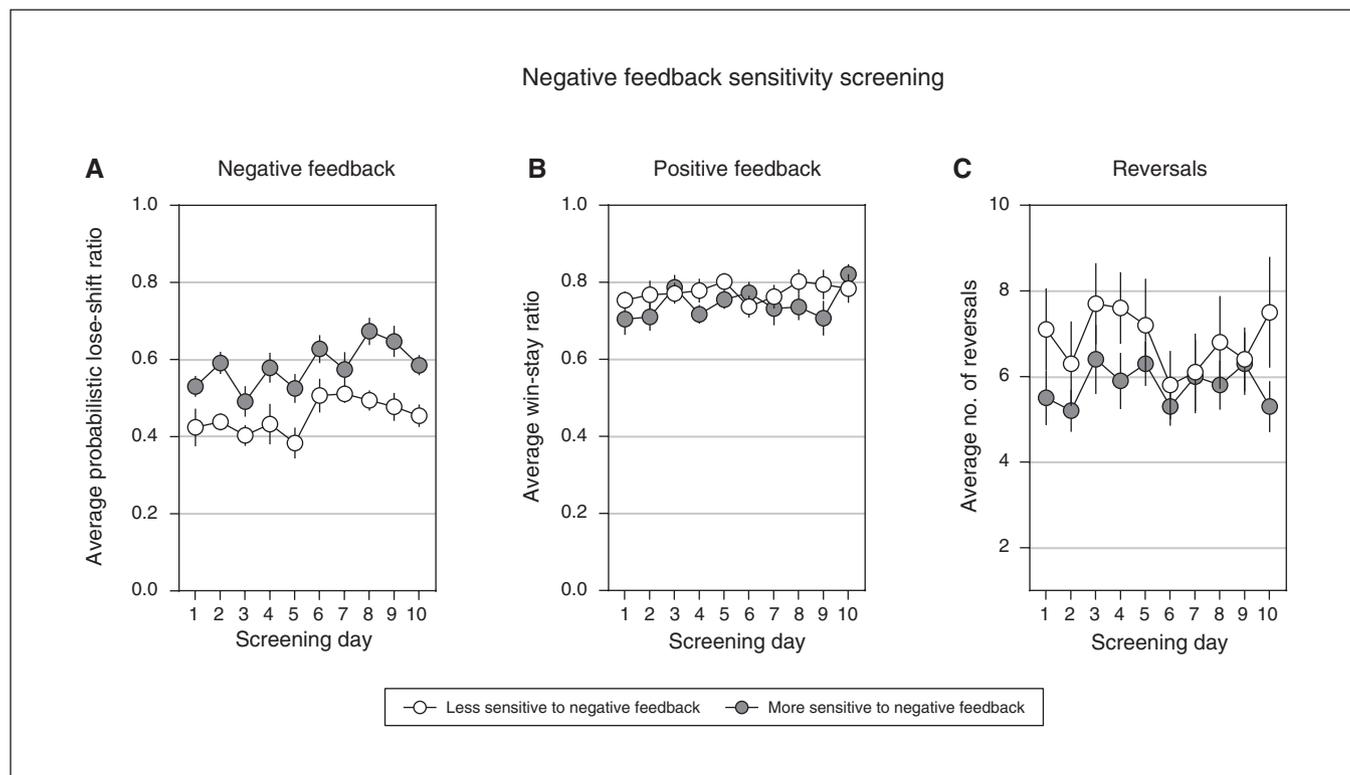 Negative feedback sensitivity screening
A
Negative feedback
Average probabilistic lose-shift ratio
1.0
0.8
0.6
0.4
0.2
0.0
1 2 3 4 5 6 7 8 9 10
Screening day
B
Positive feedback
Average win-stay ratio
1.0
0.8
0.6
0.4
0.2
0.0
1 2 3 4 5 6 7 8 9 10
Screening day
C
Reversals
Average no. of reversals
10
8
6
4
2
1 2 3 4 5 6 7 8 9 10
Screening day
Less sensitive to negative feedback
More sensitive to negative feedback